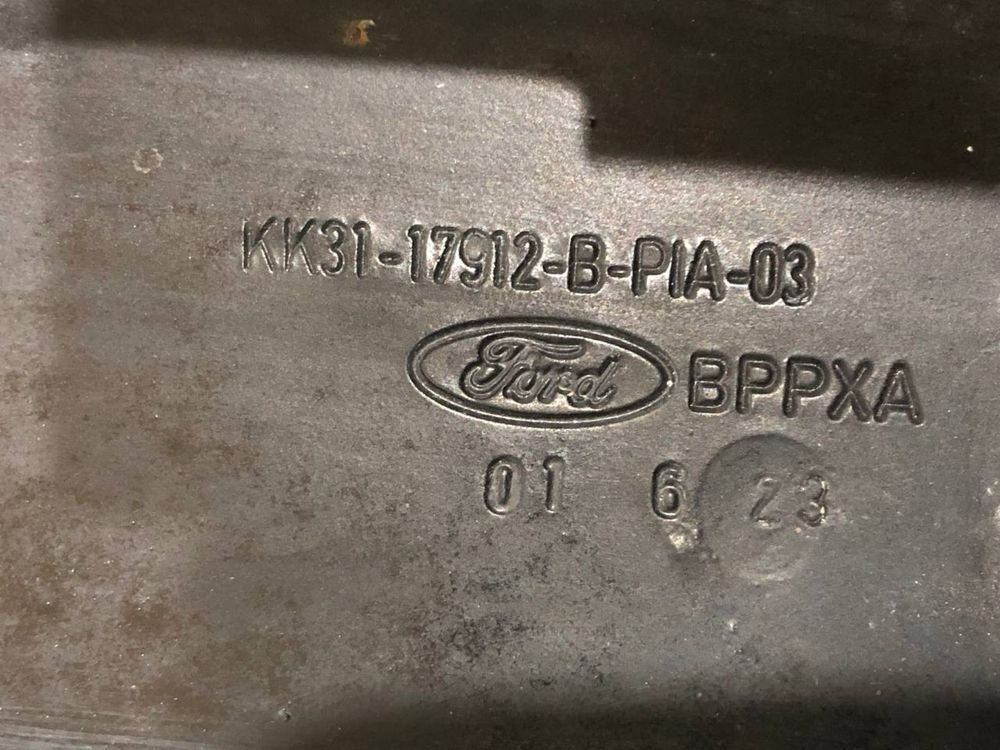 KK31-17912-B-PIA-03
Ford BPPXA
01 6 23